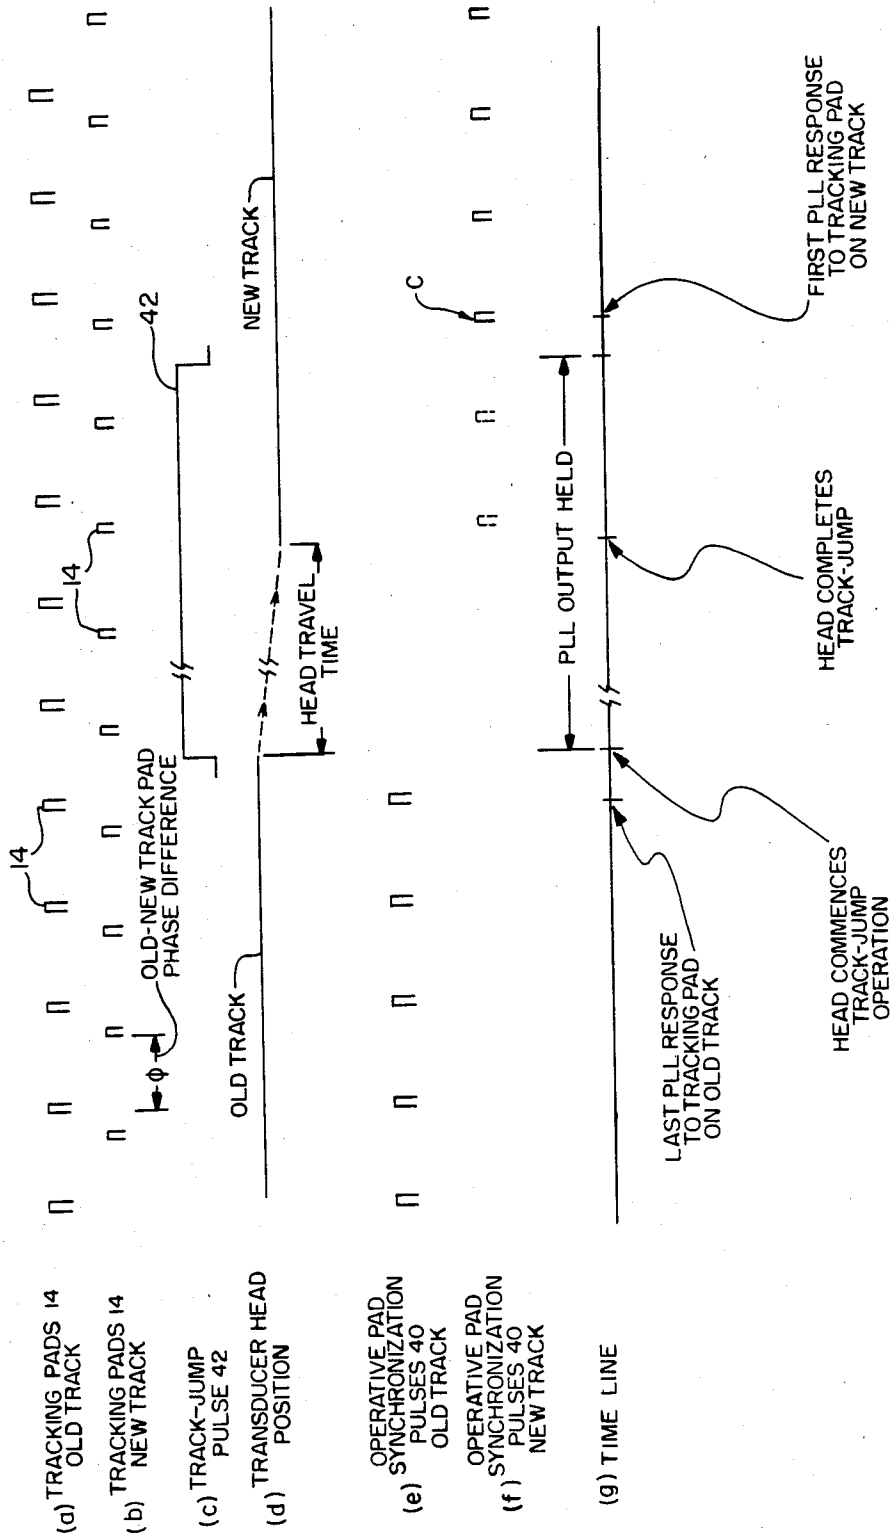 (a) TRACKING PADS 14
OLD TRACK
14
14
(b) TRACKING PADS 14
NEW TRACK
ϕ
OLD-NEW TRACK PAD
PHASE DIFFERENCE
14
(c) TRACK-JUMP
PULSE 42
42
(d) TRANSDUCER HEAD
POSITION
OLD TRACK
HEAD TRAVEL
TIME
NEW TRACK
(e) OPERATIVE PAD
SYNCHRONIZATION
PULSES 40
OLD TRACK
(f) OPERATIVE PAD
SYNCHRONIZATION
PULSES 40
NEW TRACK
C
PLL OUTPUT HELD
(g) TIME LINE
LAST PLL RESPONSE
TO TRACKING PAD
ON OLD TRACK
HEAD COMMENCES
TRACK-JUMP
OPERATION
HEAD COMPLETES
TRACK-JUMP
FIRST PLL RESPONSE
TO TRACKING PAD
ON NEW TRACK